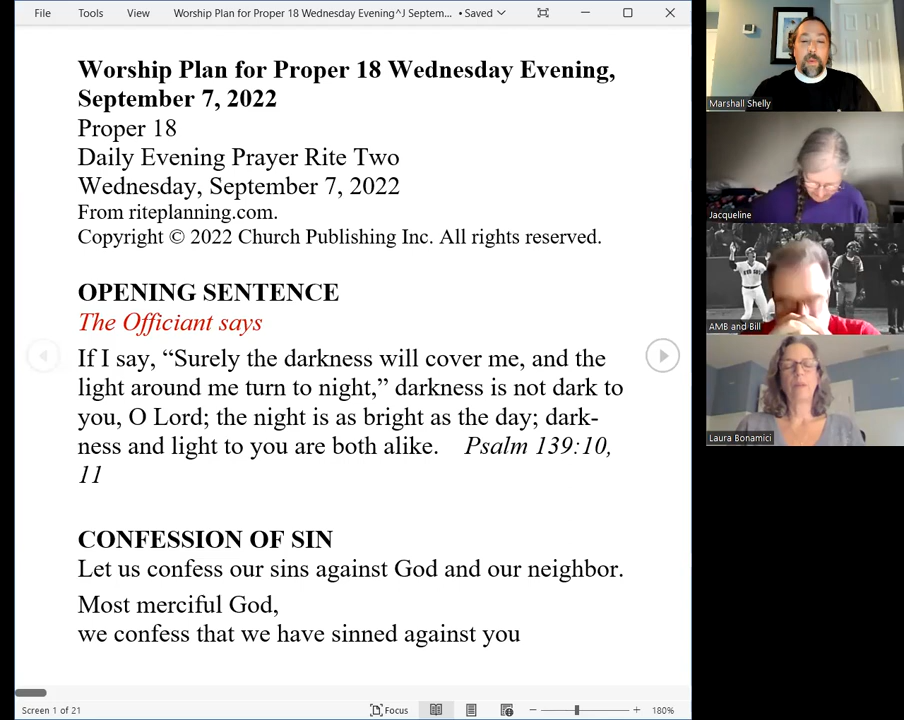 File Tools View Worship Plan for Proper 18 Wednesday Evening^J Septem... • Saved
Worship Plan for Proper 18 Wednesday Evening,
September 7, 2022
Proper 18
Daily Evening Prayer Rite Two
Wednesday, September 7, 2022
From riteplanning.com.
Copyright © 2022 Church Publishing Inc. All rights reserved.
OPENING SENTENCE
The Officiant says
If I say, “Surely the darkness will cover me, and the
light around me turn to night,” darkness is not dark to
you, O Lord; the night is as bright as the day; dark-
ness and light to you are both alike. Psalm 139:10,
11
CONFESSION OF SIN
Let us confess our sins against God and our neighbor.
Most merciful God,
we confess that we have sinned against you
Screen 1 of 21 Focus 180%
Marshall Shelly
Jacqueline
RED SOX
AMB and Bill
Laura Bonamici